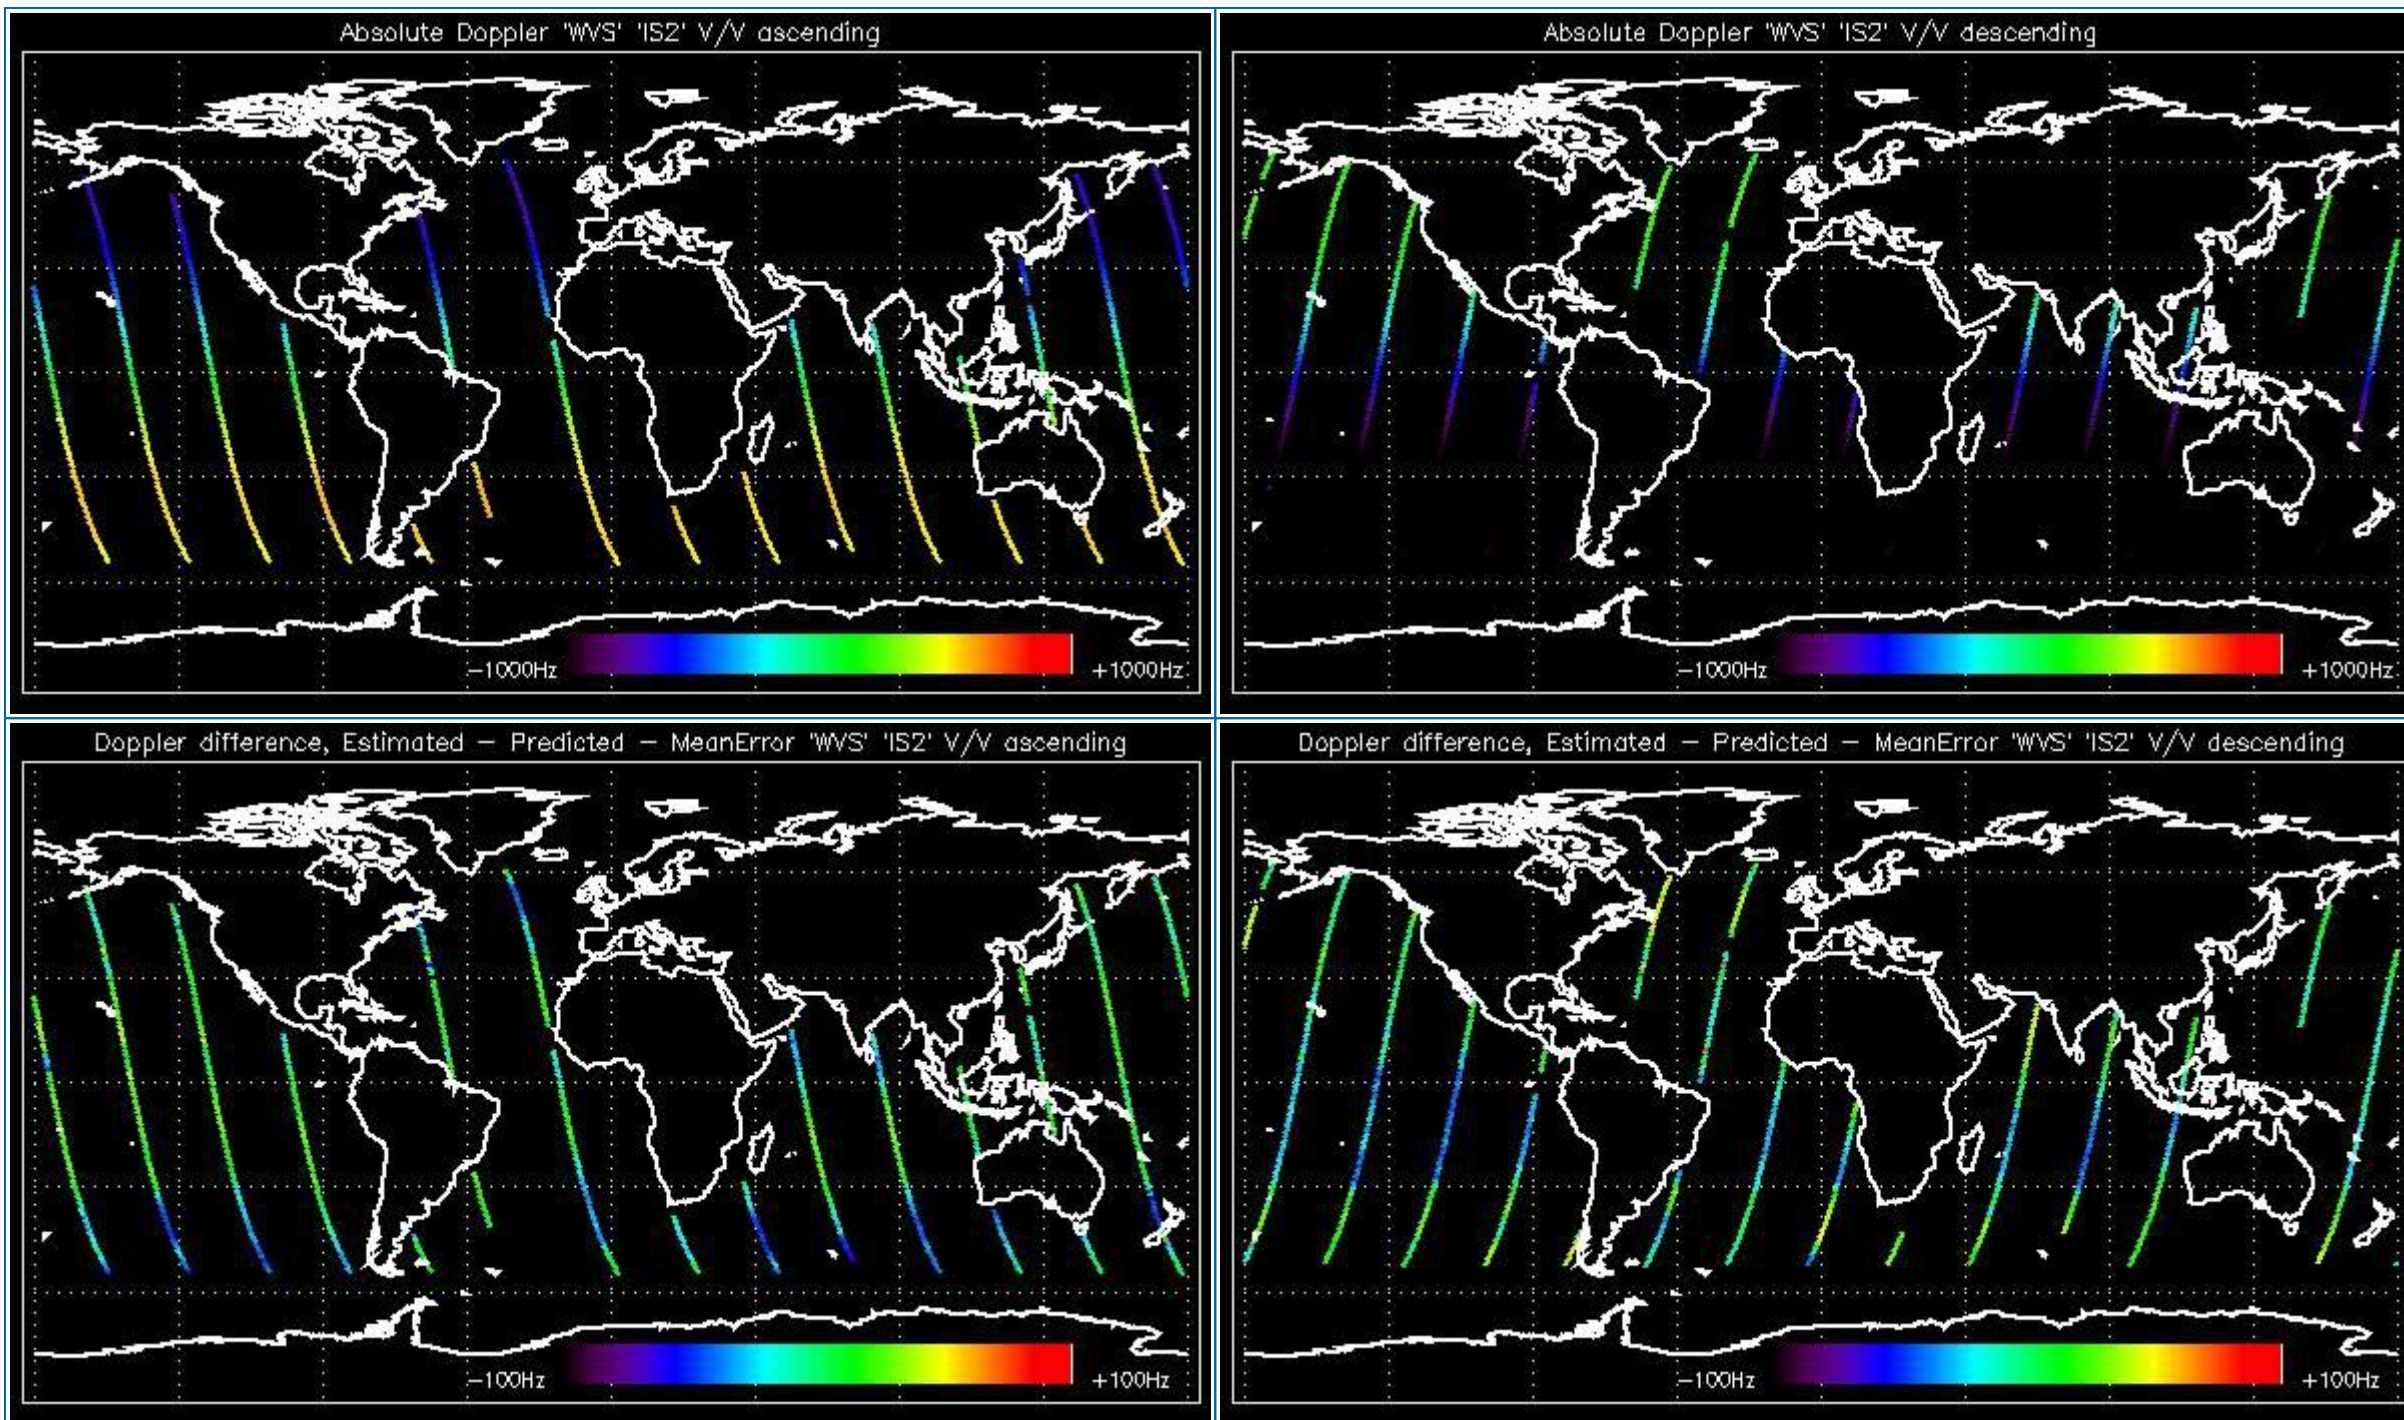 Absolute Doppler 'WVS' 'IS2' V/V ascending
-1000Hz
+1000Hz
Absolute Doppler 'WVS' 'IS2' V/V descending
-1000Hz
+1000Hz
Doppler difference, Estimated - Predicted - MeanError 'WVS' 'IS2' V/V ascending
-100Hz
+100Hz
Doppler difference, Estimated - Predicted - MeanError 'WVS' 'IS2' V/V descending
-100Hz
+100Hz